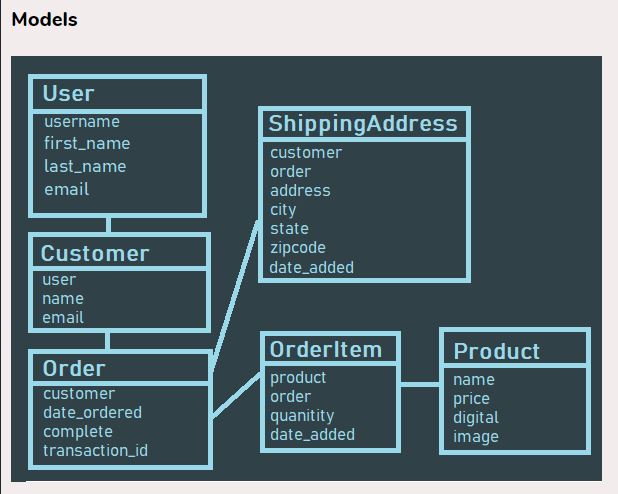 Models
User
username
first_name
last_name
email
Customer
user
name
email
Order
customer
date_ordered
complete
transaction_id
ShippingAddress
customer
order
address
city
state
zipcode
date_added
OrderItem
product
order
quanitity
date_added
Product
name
price
digital
image